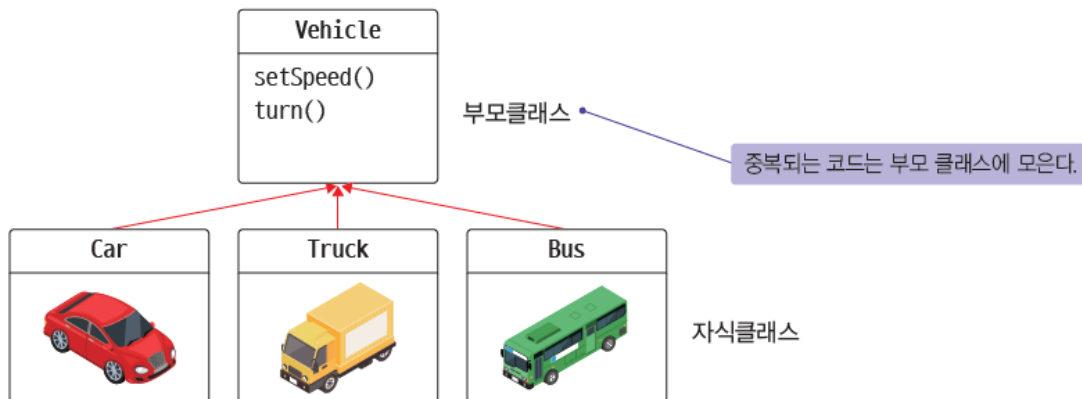 Vehicle
setSpeed()
turn()
부모클래스
중복되는 코드는 부모 클래스에 모은다.
Car
Truck
Bus
자식클래스